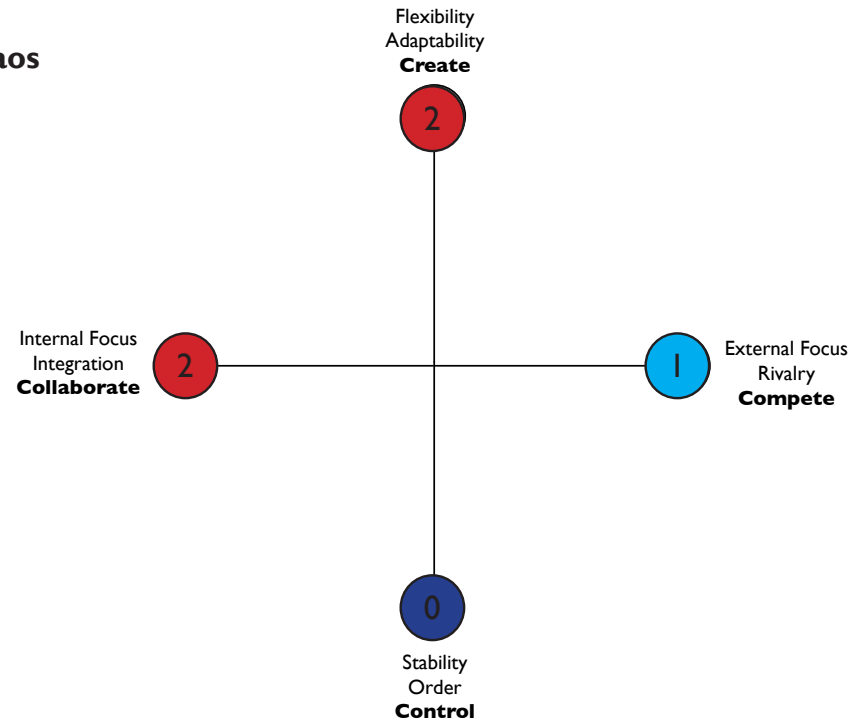 Flexibility
Adaptability
Create
2
Internal Focus
Integration
Collaborate
2
1
External Focus
Rivalry
Compete
0
Stability
Order
Control